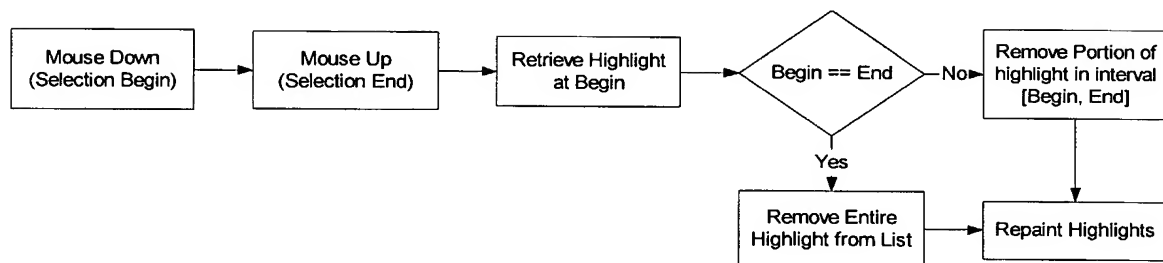 Mouse Down
(Selection Begin)
Mouse Up
(Selection End)
Retrieve Highlight
at Begin
Begin == End
No
Remove Portion of
highlight in interval
[Begin, End]
Yes
Remove Entire
Highlight from List
Repaint Highlights